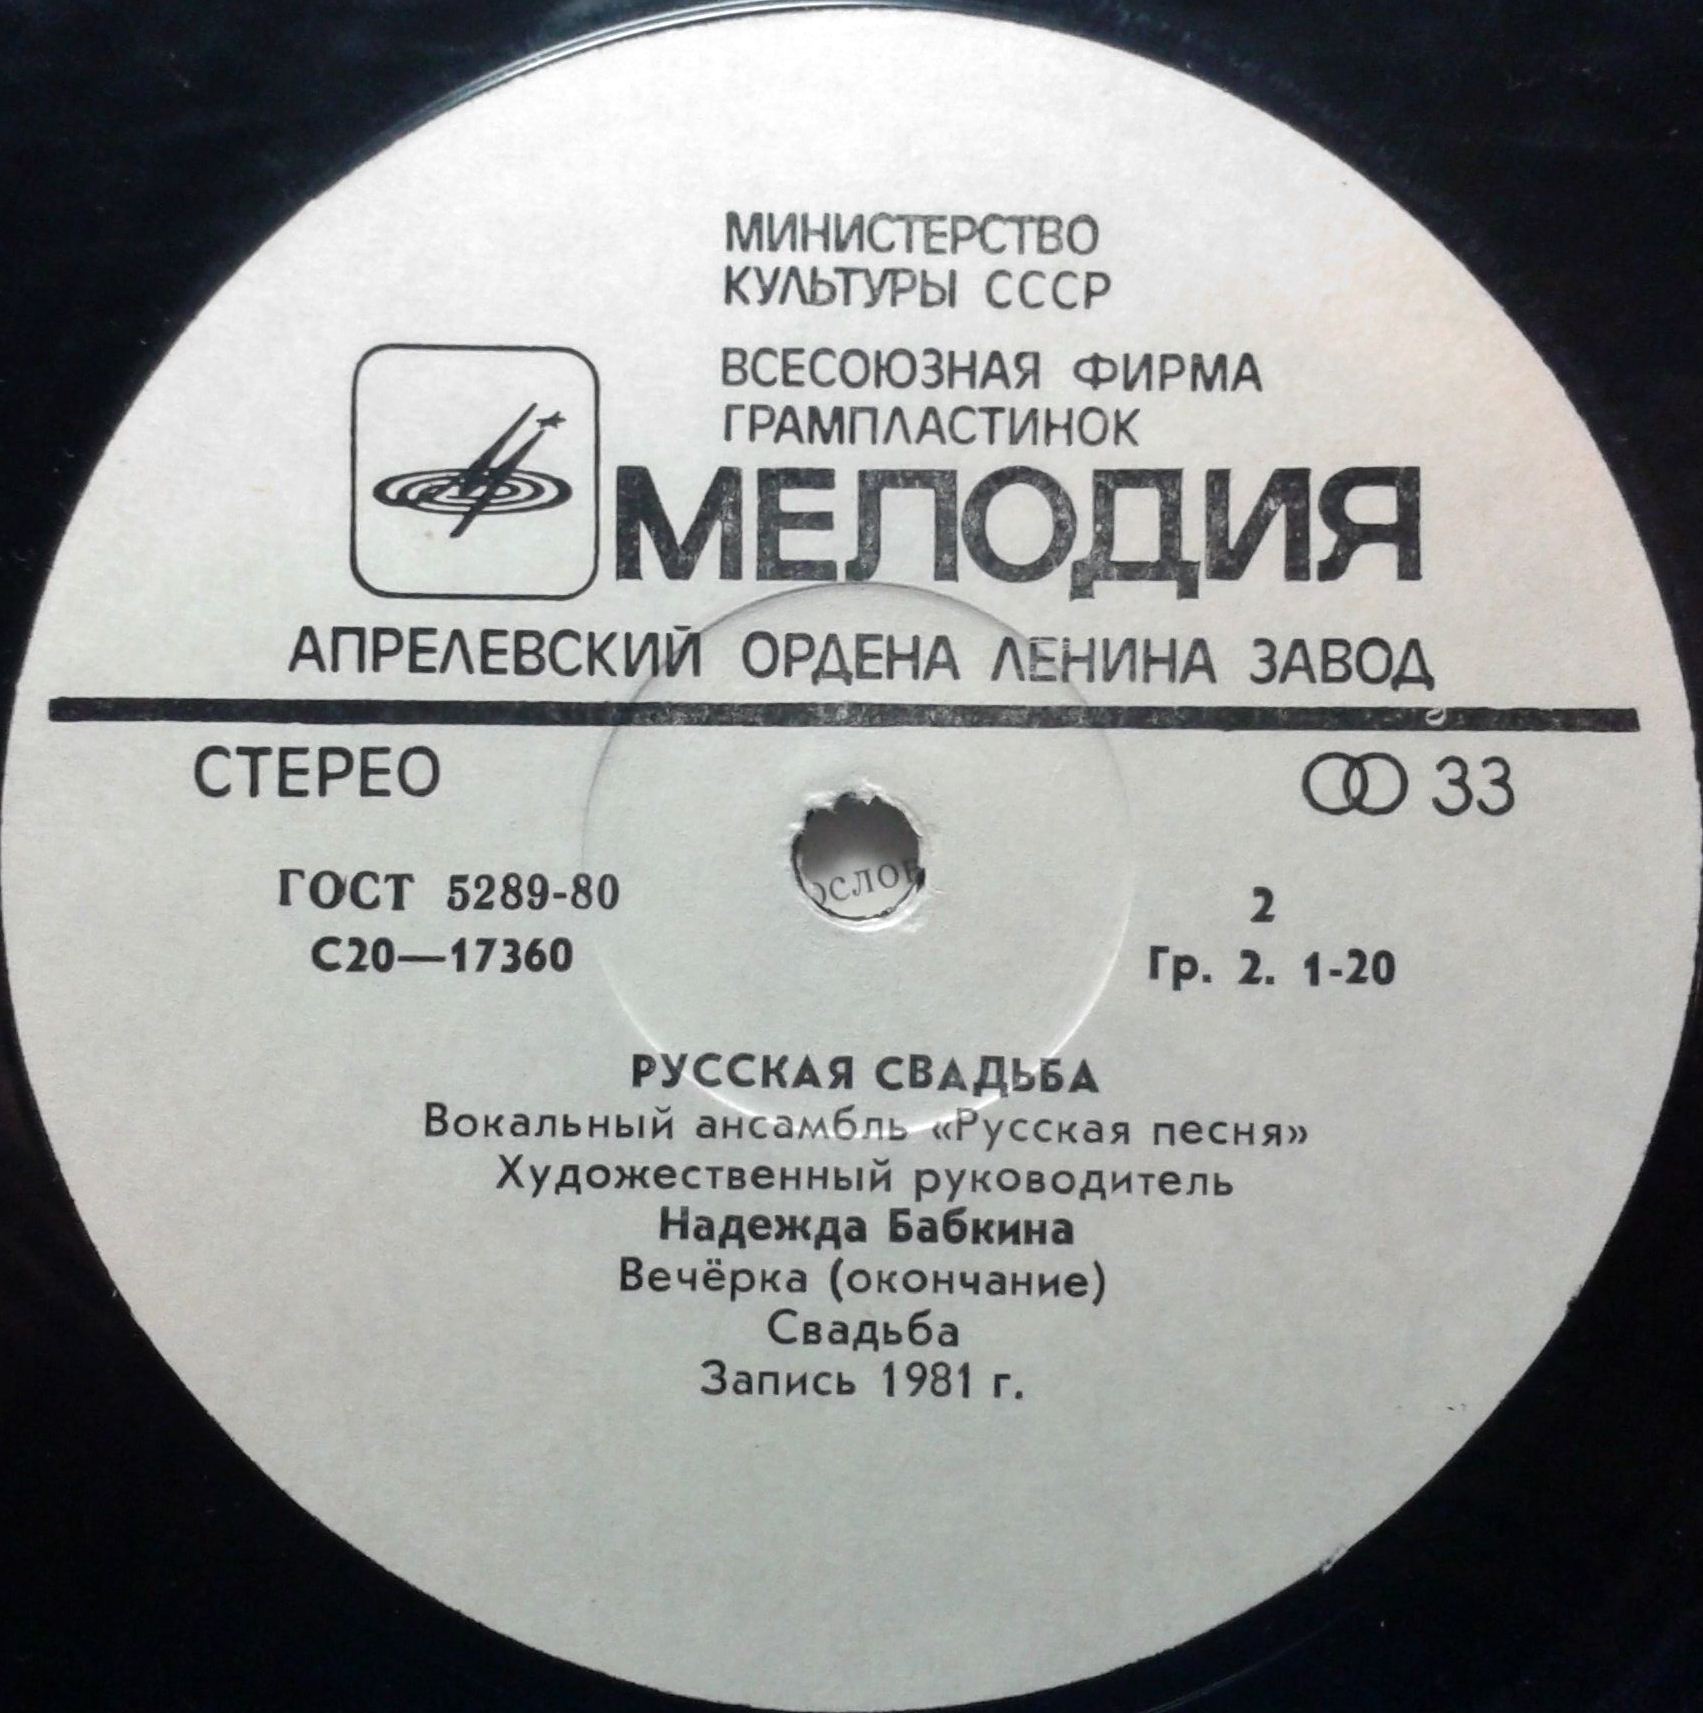 МИНИСТЕРСТВО
КУЛЬТУРЫ СССР
ВСЕСОЮЗНАЯ ФИРМА
ГРАМПЛАСТИНОК
МЕЛОДИЯ
АПРЕЛЕВСКИЙ ОРДЕНА ЛЕНИНА ЗАВОД
СТЕРЕО
33
ГОСТ 5289-80
С20—17360
2
Гр. 2. 1-20
РУССКАЯ СВАДЬБА
Вокальный ансамбль «Русская песня»
Художественный руководитель
Надежда Бабкина
Вечёрка (окончание)
Свадьба
Запись 1981 г.